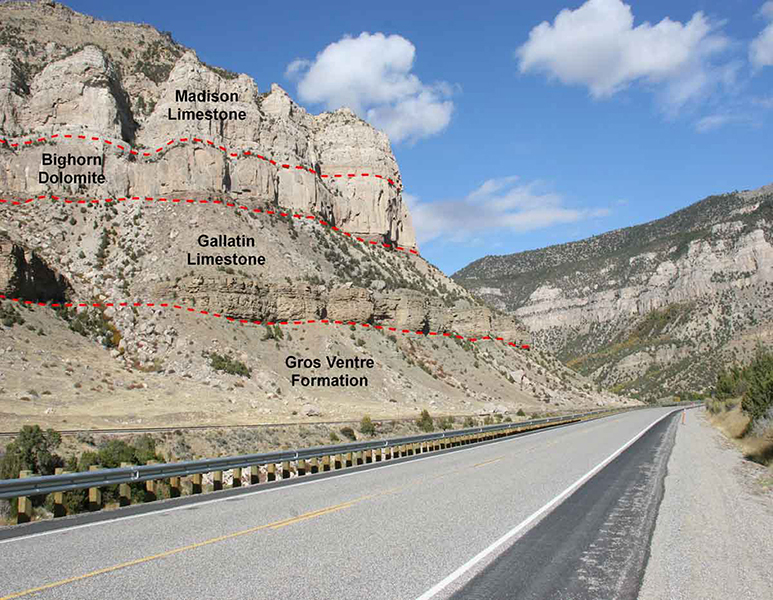 Madison
Limestone
Bighorn
Dolomite
Gallatin
Limestone
Gros Ventre
Formation